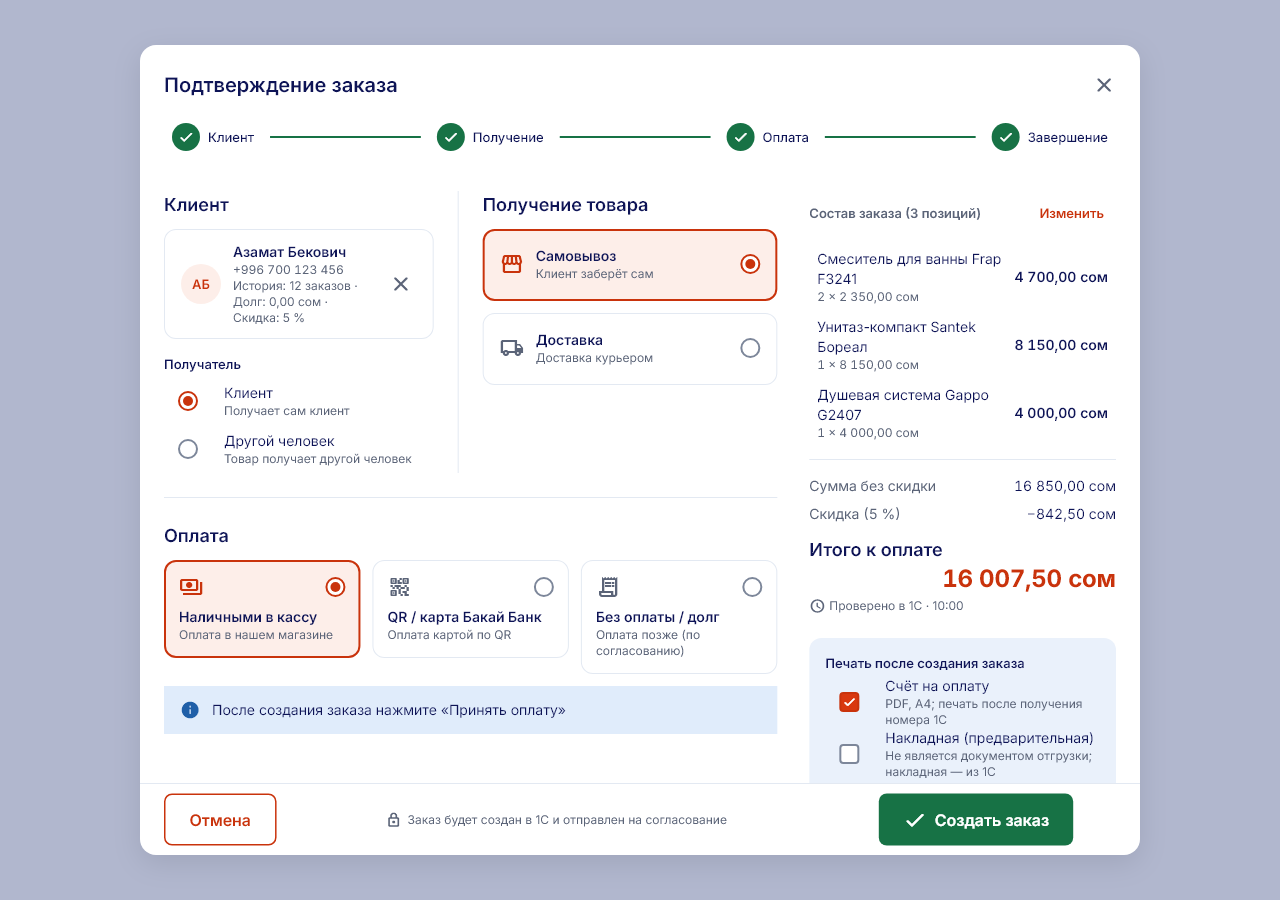 Подтверждение заказа
Клиент
Получение
Оплата
Завершение
Клиент
АБ
Азамат Бекович
+996 700 123 456
История: 12 заказов ·
Долг: 0,00 сом ·
Скидка: 5 %
Получатель
Клиент
Получает сам клиент
Другой человек
Товар получает другой человек
Получение товара
Самовывоз
Клиент заберёт сам
Доставка
Доставка курьером
Оплата
Наличными в кассу
Оплата в нашем магазине
QR / карта Бакай Банк
Оплата картой по QR
Без оплаты / долг
Оплата позже (по
согласованию)
После создания заказа нажмите «Принять оплату»
Состав заказа (3 позиций)
Изменить
Смеситель для ванны Frap
F3241
2 × 2 350,00 сом
4 700,00 сом
Унитаз-компакт Santek
Бореал
1 × 8 150,00 сом
8 150,00 сом
Душевая система Gappo
G2407
1 × 4 000,00 сом
4 000,00 сом
Сумма без скидки
16 850,00 сом
Скидка (5 %)
−842,50 сом
Итого к оплате
16 007,50 сом
Проверено в 1С · 10:00
Печать после создания заказа
Счёт на оплату
PDF, A4; печать после получения
номера 1С
Накладная (предварительная)
Не является документом отгрузки;
накладная — из 1С
Отмена
Заказ будет создан в 1С и отправлен на согласование
Создать заказ